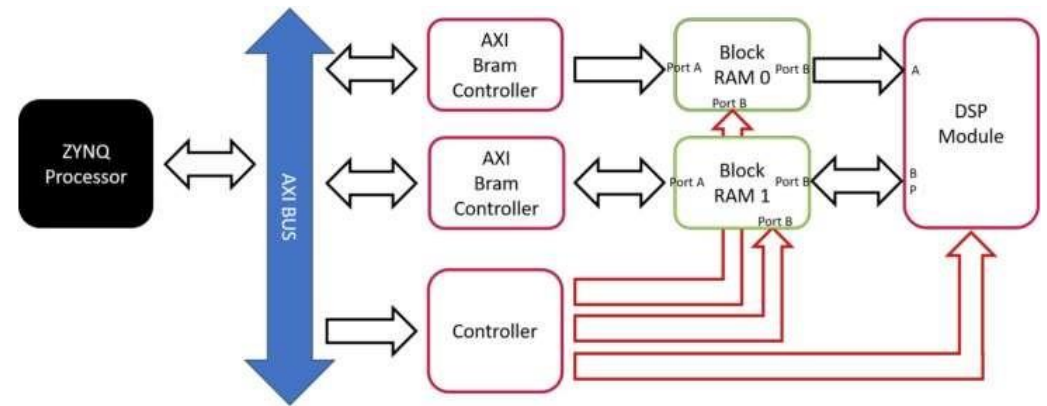 ZYNQ
Processor
AXI BUS
AXI
Bram
Controller
Port A
Block
RAM 0
Port B
Port B
A
DSP
Module
AXI
Bram
Controller
Port A
Block
RAM 1
Port B
Port B
B
P
Controller